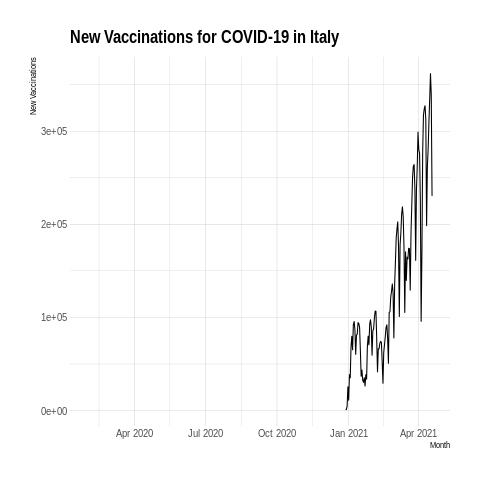 New Vaccinations for COVID-19 in Italy
New Vaccinations
3e+05
2e+05
1e+05
0e+00
Apr 2020 Jul 2020 Oct 2020 Jan 2021 Apr 2021
Month